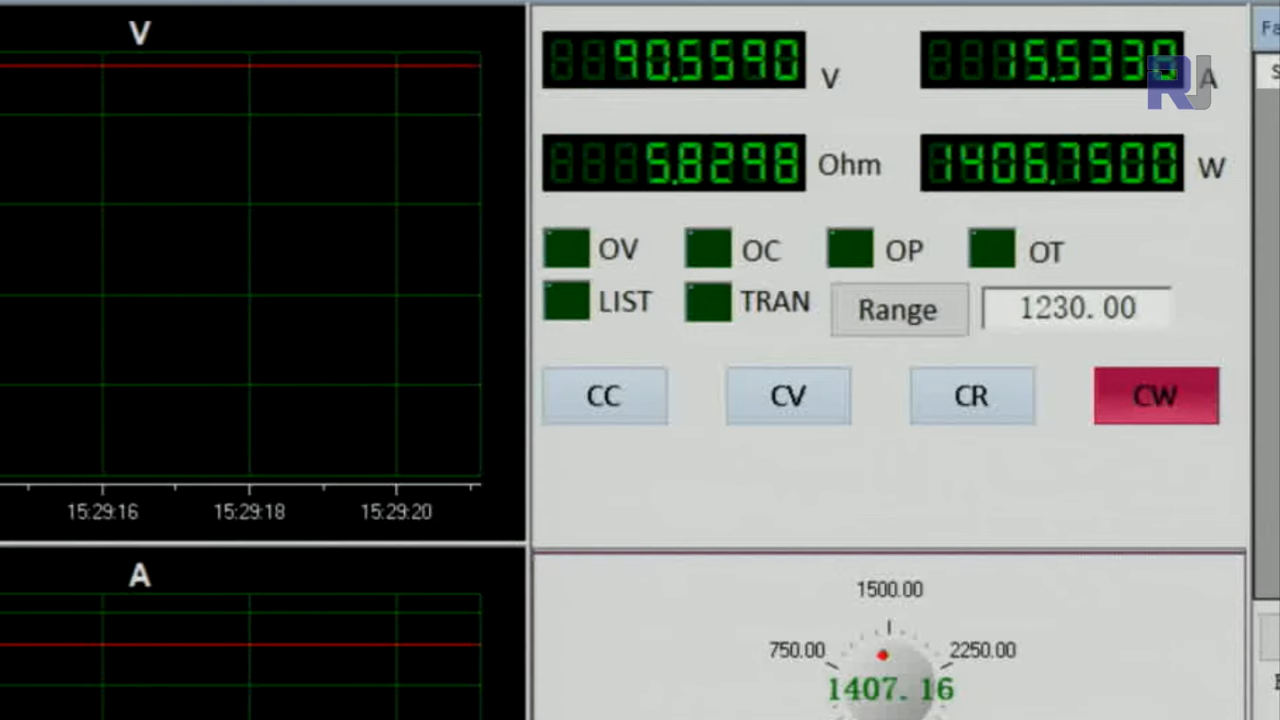 V
90.5590 V
15.5330 A
5.8298 Ohm
1406.7500 W
OV OC OP OT
LIST TRAN Range 1230.00
CC CV CR CW
15:29:16 15:29:18 15:29:20
A
1500.00
750.00 2250.00
1407.16
RJ